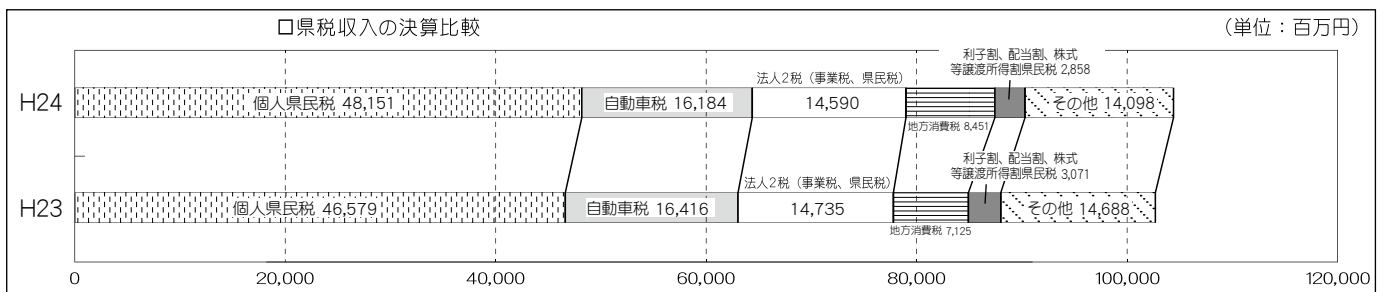 □県税収入の決算比較
(単位:百万円)
利子割、配当割、株式
等譲渡所得割県民税 2,858
法人2税(事業税、県民税)
H24
個人県民税 48,151
自動車税 16,184
14,590
その他 14,098
地方消費税 8,451
利子割、配当割、株式
等譲渡所得割県民税 3,071
法人2税(事業税、県民税)
H23
個人県民税 46,579
自動車税 16,416
14,735
その他 14,688
地方消費税 7,125
0
20,000
40,000
60,000
80,000
100,000
120,000